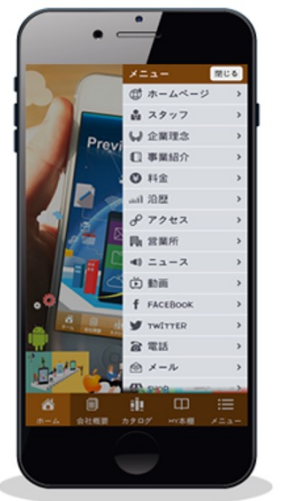 メニュー
閉じる
ホームページ
スタッフ
企業理念
事業紹介
料金
沿歴
アクセス
営業所
ニュース
動画
FACEBOOK
TWITTER
電話
メール
Previ
ホーム
会社概要
カタログ
MY本棚
メニュー